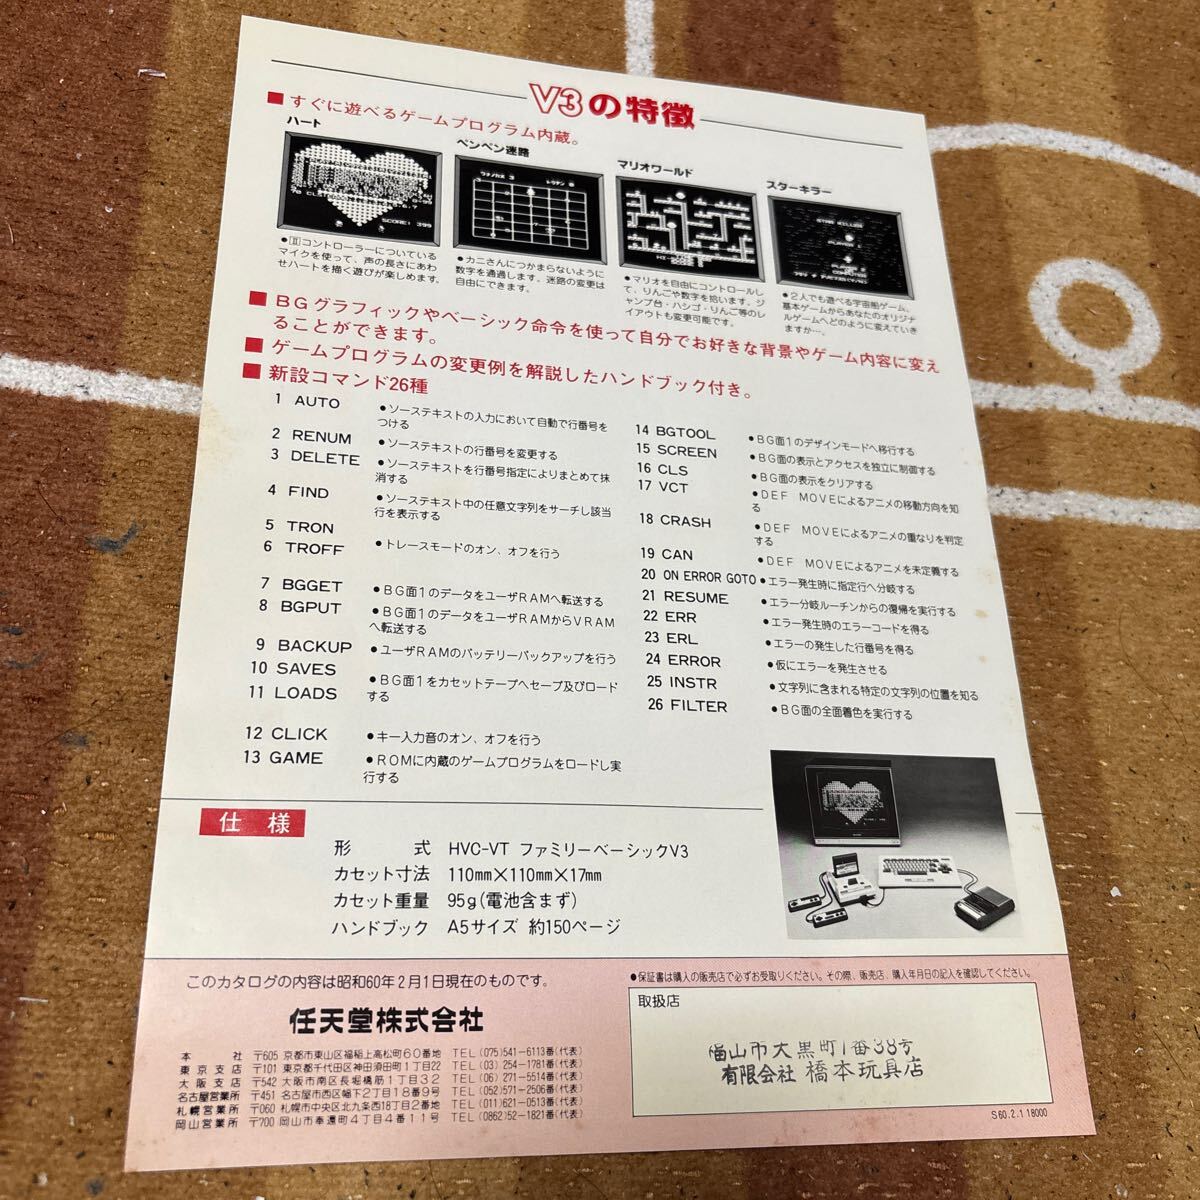 V3の特徴
■すぐに遊べるゲームプログラム内蔵。
ハート
ペンペン迷路
マリオワールド
スターキラー
SCORE: 399
STAR KILLER
●Ⅱコントローラーについている
マイクを使って、声の長さにあわ
せハートを描く遊びが楽しめます。
●カニさんにつかまらないように
数字を通過します。迷路の変更は
自由にできます。
●マリオを自由にコントロールし
て、りんごや数字を拾います。ジ
ャンプ台・ハシゴ・りんご等のレ
イアウトも変更可能です。
●2人でも遊べる宇宙船ゲーム、
基本ゲームからあなたのオリジナ
ルゲームへどのように変えていき
ますか…。
■BGグラフィックやベーシック命令を使って自分でお好きな背景やゲーム内容に変え
ることができます。
■ゲームプログラムの変更例を解説したハンドブック付き。
■新設コマンド26種
1 AUTO ●ソーステキストの入力において自動で行番号を
つける
2 RENUM ●ソーステキストの行番号を変更する
3 DELETE ●ソーステキストを行番号指定によりまとめて抹
消する
4 FIND ●ソーステキスト中の任意文字列をサーチし該当
行を表示する
5 TRON
6 TROFF ●トレースモードのオン、オフを行う
7 BGGET ●BG面1のデータをユーザRAMへ転送する
8 BGPUT ●BG面1のデータをユーザRAMからVRAM
へ転送する
9 BACKUP ●ユーザRAMのバッテリーバックアップを行う
10 SAVES ●BG面1をカセットテープへセーブ及びロード
11 LOADS する
12 CLICK ●キー入力音のオン、オフを行う
13 GAME ●ROMに内蔵のゲームプログラムをロードし実
行する
14 BGTOOL ●BG面1のデザインモードへ移行する
15 SCREEN ●BG面の表示とアクセスを独立に制御する
16 CLS ●BG面の表示をクリアする
17 VCT ●DEF MOVEによるアニメの移動方向を知
る
18 CRASH ●DEF MOVEによるアニメの重なりを判定
する
19 CAN ●DEF MOVEによるアニメを未定義する
20 ON ERROR GOTO ●エラー発生時に指定行へ分岐する
21 RESUME ●エラー分岐ルーチンからの復帰を実行する
22 ERR ●エラー発生時のエラーコードを得る
23 ERL ●エラーの発生した行番号を得る
24 ERROR ●仮にエラーを発生させる
25 INSTR ●文字列に含まれる特定の文字列の位置を知る
26 FILTER ●BG面の全面着色を実行する
仕様
形式 HVC-VT ファミリーベーシックV3
カセット寸法 110mm×110mm×17mm
カセット重量 95g(電池含まず)
ハンドブック A5サイズ 約150ページ
このカタログの内容は昭和60年2月1日現在のものです。
任天堂株式会社
本社 〒605 京都市東山区福稲上高松町60番地 TEL(075)541-6113番(代表)
東京支店 〒101 東京都千代田区神田須田町1丁目22 TEL(03)254-1781番(代表)
大阪支店 〒542 大阪市南区長堀橋筋1丁目32 TEL(06)271-5514番(代表)
名古屋営業所 〒451 名古屋市西区幅下2丁目18番9号 TEL(052)571-2506番(代表)
札幌営業所 〒060 札幌市中央区北九条西18丁目2番地 TEL(011)621-0513番(代表)
岡山営業所 〒700 岡山市奉還町4丁目4番11号 TEL(0862)52-1821番(代表)
●保証書は購入の販売店で必ずお受取りください。その際、販売店、購入年月日の記入を確認してください。
取扱店
福山市大黒町1番38号
有限会社 橋本玩具店
S60.2.1 18000